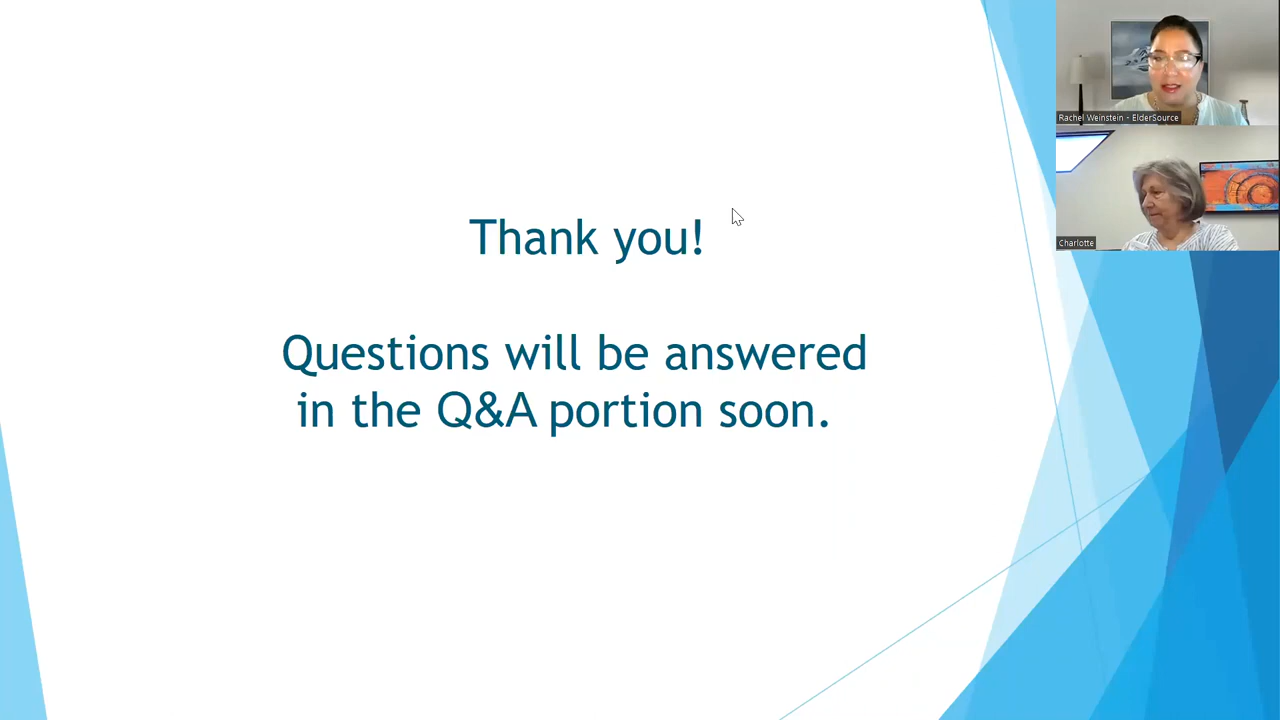 Thank you!
Questions will be answered
in the Q&A portion soon.
Rachel Weinstein - ElderSource
Charlotte